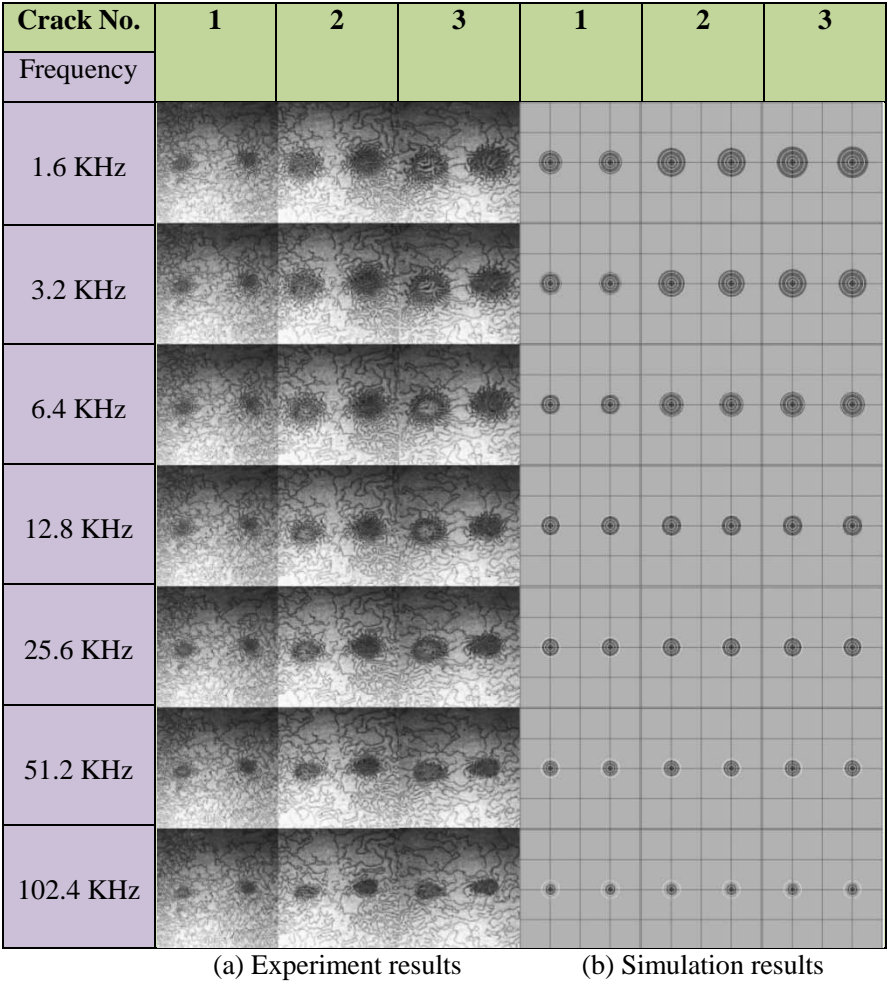 Crack No. 1 2 3 1 2 3
Frequency
1.6 KHz
3.2 KHz
6.4 KHz
12.8 KHz
25.6 KHz
51.2 KHz
102.4 KHz
(a) Experiment results (b) Simulation results